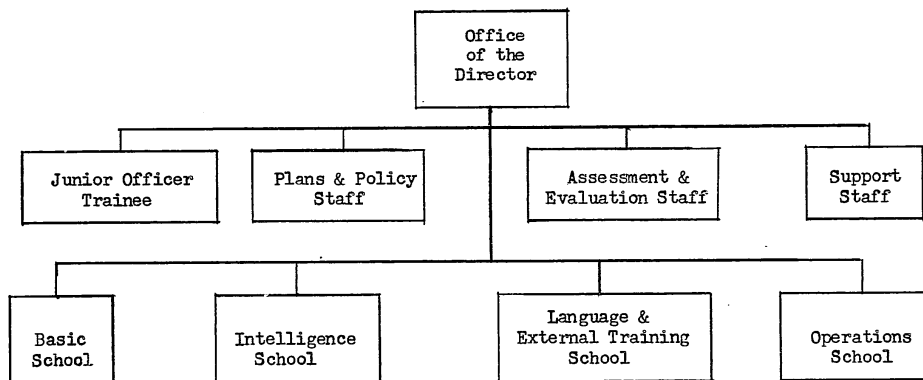 Office
of the
Director
Junior Officer
Trainee
Plans & Policy
Staff
Assessment &
Evaluation Staff
Support
Staff
Basic
School
Intelligence
School
Language &
External Training
School
Operations
School